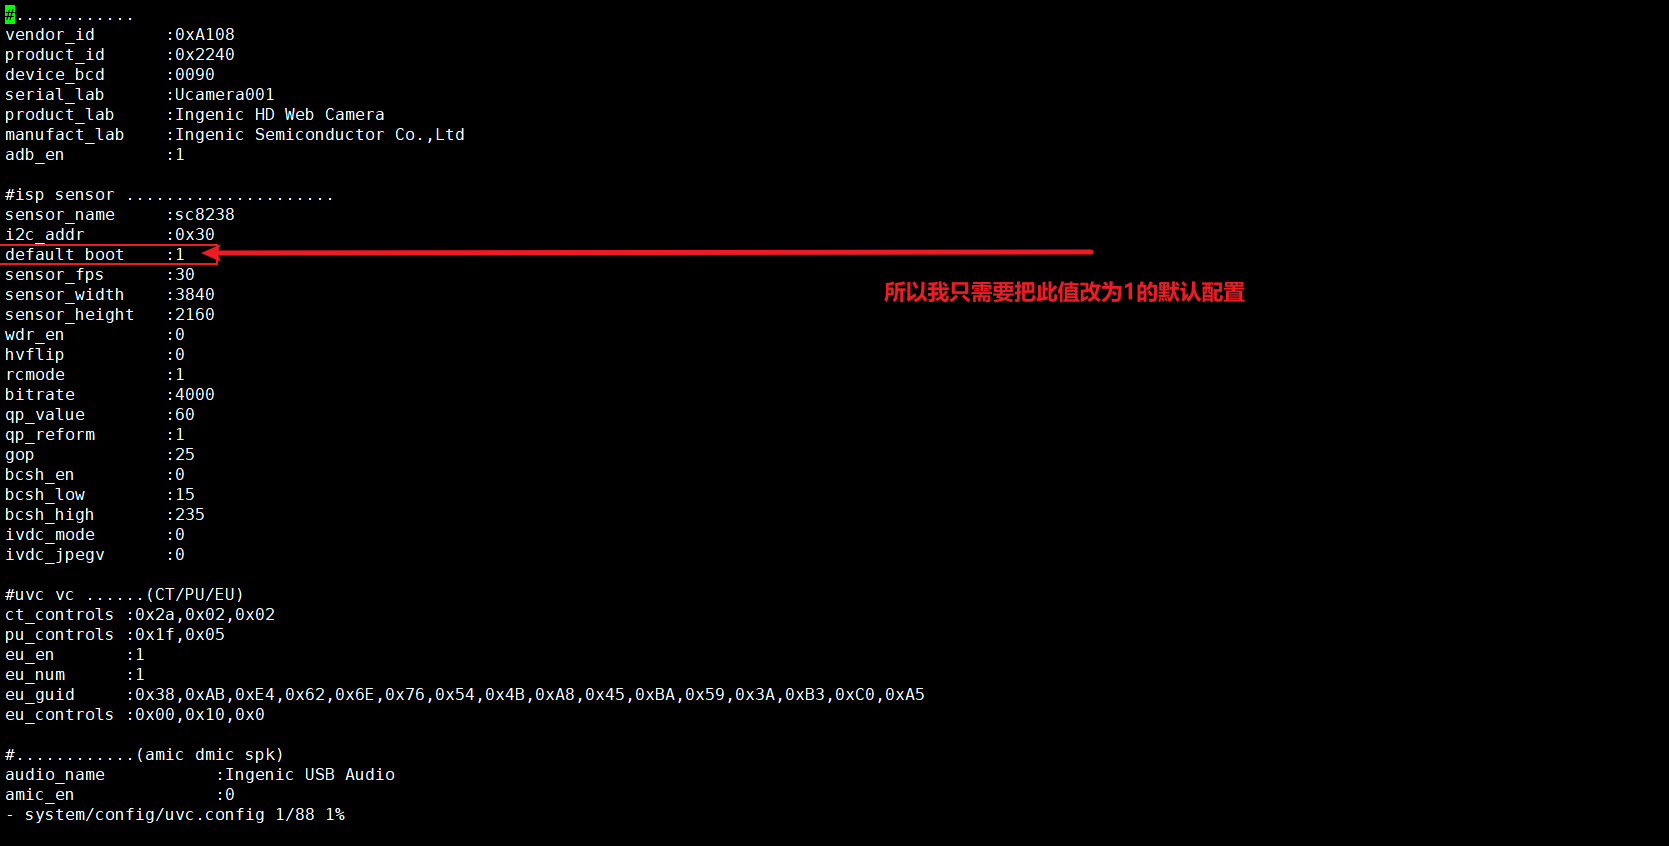 #............
vendor_id :0xA108
product_id :0x2240
device_bcd :0090
serial_lab :Ucamera001
product_lab :Ingenic HD Web Camera
manufact_lab :Ingenic Semiconductor Co.,Ltd
adb_en :1
#isp sensor .....................
sensor_name :sc8238
i2c_addr :0x30
default_boot :1
所以我只需要把此值改为1的默认配置
sensor_fps :30
sensor_width :3840
sensor_height :2160
wdr_en :0
hvflip :0
rcmode :1
bitrate :4000
qp_value :60
qp_reform :1
gop :25
bcsh_en :0
bcsh_low :15
bcsh_high :235
ivdc_mode :0
ivdc_jpegv :0
#uvc vc ......(CT/PU/EU)
ct_controls :0x2a,0x02,0x02
pu_controls :0x1f,0x05
eu_en :1
eu_num :1
eu_guid :0x38,0xAB,0xE4,0x62,0x6E,0x76,0x54,0x4B,0xA8,0x45,0xBA,0x59,0x3A,0xB3,0xC0,0xA5
eu_controls :0x00,0x10,0x0
#............(amic dmic spk)
audio_name :Ingenic USB Audio
amic_en :0
- system/config/uvc.config 1/88 1%